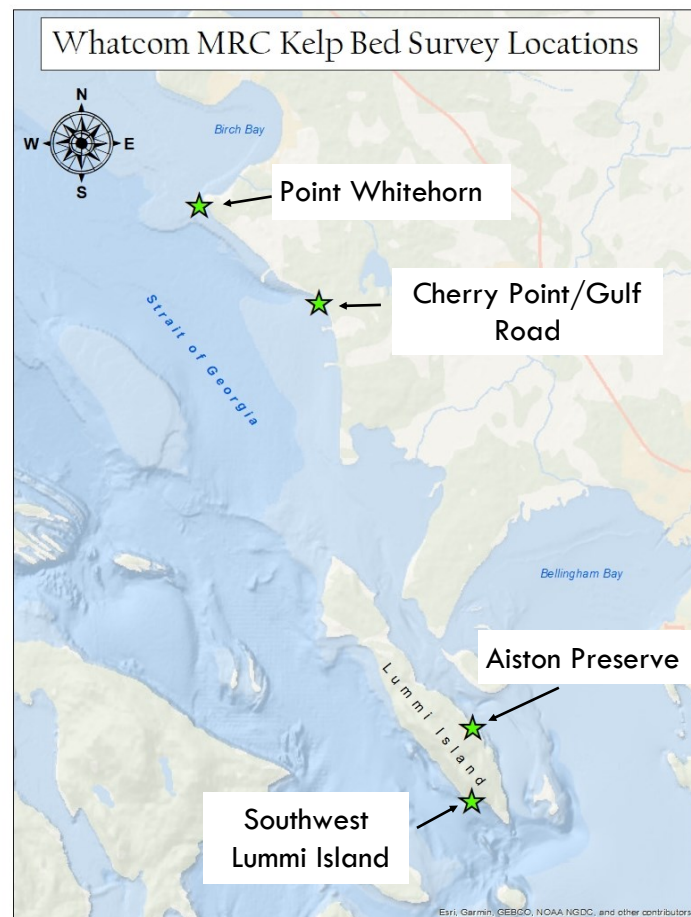 Whatcom MRC Kelp Bed Survey Locations
N
W
E
S
Birch Bay
Point Whitehorn
Cherry Point/Gulf
Road
Strait of Georgia
Bellingham Bay
Aiston Preserve
Lummi Island
Southwest
Lummi Island
Esri, Garmin, GEBCO, NOAA NGDC, and other contributors